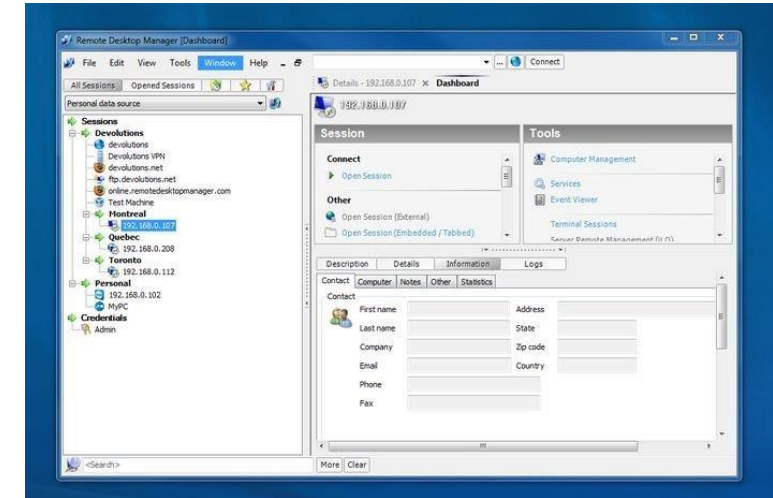 Remote Desktop Manager [Dashboard]
File Edit View Tools Window Help
... Connect
All Sessions Opened Sessions
Personal data source
Sessions
Devolutions
devolutions
Devolutions VPN
devolutions.net
ftp.devolutions.net
online.remotedesktopmanager.com
Test Machine
Montreal
192.168.0.107
Quebec
192.168.0.208
Toronto
192.168.0.112
Personal
192.168.0.102
MyPC
Credentials
Admin
<Search>
Details - 192.168.0.107 × Dashboard
192.168.0.107
Session
Connect
Open Session
Other
Open Session (External)
Open Session (Embedded / Tabbed)
Tools
Computer Management
Services
Event Viewer
Terminal Sessions
Server Remote Management (ILO)
Description Details Information Logs
Contact Computer Notes Other Statistics
Contact
First name Address
Last name State
Company Zip code
Email Country
Phone
Fax
More Clear